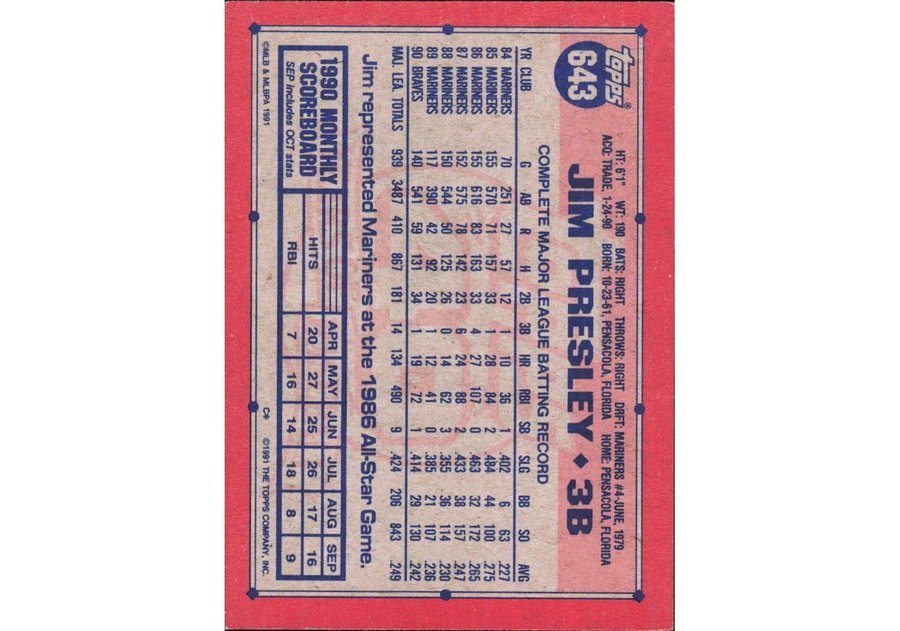 topps®
643
HT: 6'1" WT: 190 BATS: RIGHT THROWS: RIGHT DRFT: MARINERS #4-JUNE, 1979
ACQ: TRADE, 1-24-90 BORN: 10-23-61, PENSACOLA, FLORIDA HOME: PENSACOLA, FLORIDA
JIM PRESLEY ♦ 3B
COMPLETE MAJOR LEAGUE BATTING RECORD
YR CLUB G AB R H 2B 3B HR RBI SB SLG BB SO AVG
84 MARINERS 70 251 27 57 12 1 10 36 1 .402 6 63 .227
85 MARINERS 155 570 71 157 33 1 28 84 2 .484 44 100 .275
86 MARINERS 155 616 83 163 33 4 27 107 0 .463 32 172 .265
87 MARINERS 152 575 78 142 23 6 24 88 2 .433 38 157 .247
88 MARINERS 150 544 50 125 26 0 14 62 3 .355 36 114 .230
89 MARINERS 117 390 42 92 20 1 12 41 0 .385 21 107 .236
90 BRAVES 140 541 59 131 34 1 19 72 1 .414 29 130 .242
MAJ. LEA. TOTALS 939 3487 410 867 181 14 134 490 9 .424 206 843 .249
Jim represented Mariners at the 1986 All-Star Game.
1990 MONTHLY
SCOREBOARD
SEP includes OCT stats
APR MAY JUN JUL AUG SEP
HITS 20 27 25 26 17 16
RBI 7 16 14 18 8 9
©MLB & MLBPA 1991 C* ©1991 THE TOPPS COMPANY, INC.